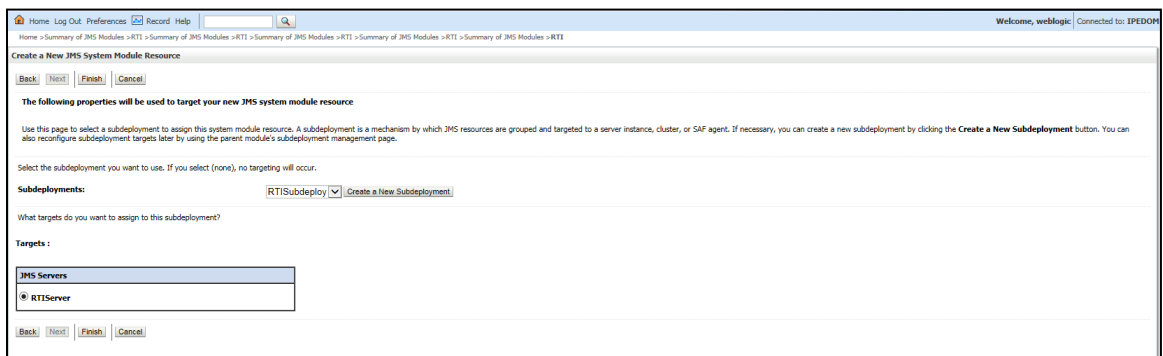 Home Log Out Preferences Record Help Welcome, weblogic Connected to: IPEDOM
Home >Summary of JMS Modules >RTI >Summary of JMS Modules >RTI >Summary of JMS Modules >RTI >Summary of JMS Modules >RTI >Summary of JMS Modules >RTI
Create a New JMS System Module Resource
Back Next Finish Cancel
The following properties will be used to target your new JMS system module resource
Use this page to select a subdeployment to assign this system module resource. A subdeployment is a mechanism by which JMS resources are grouped and targeted to a server instance, cluster, or SAF agent. If necessary, you can create a new subdeployment by clicking the Create a New Subdeployment button. You can
also reconfigure subdeployment targets later by using the parent module's subdeployment management page.
Select the subdeployment you want to use. If you select (none), no targeting will occur.
Subdeployments: RTISubdeploy Create a New Subdeployment
What targets do you want to assign to this subdeployment?
Targets :
JMS Servers
RTIServer
Back Next Finish Cancel